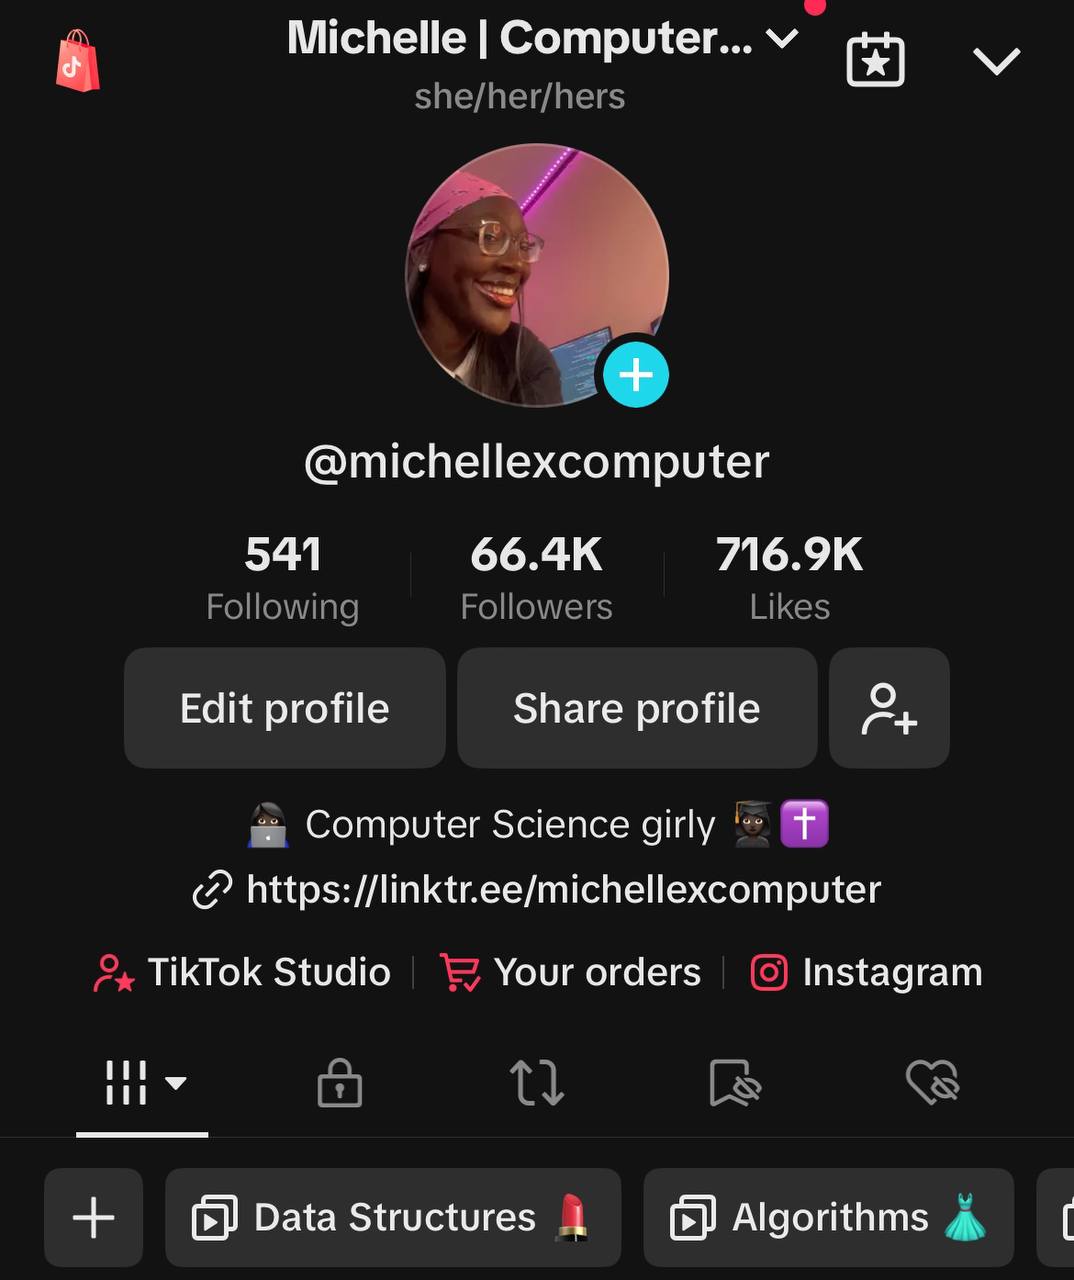 Michelle | Computer...
she/her/hers
@michellexcomputer
541 66.4K 716.9K
Following Followers Likes
Edit profile Share profile
Computer Science girly
https://linktr.ee/michellexcomputer
TikTok Studio Your orders Instagram
Data Structures Algorithms